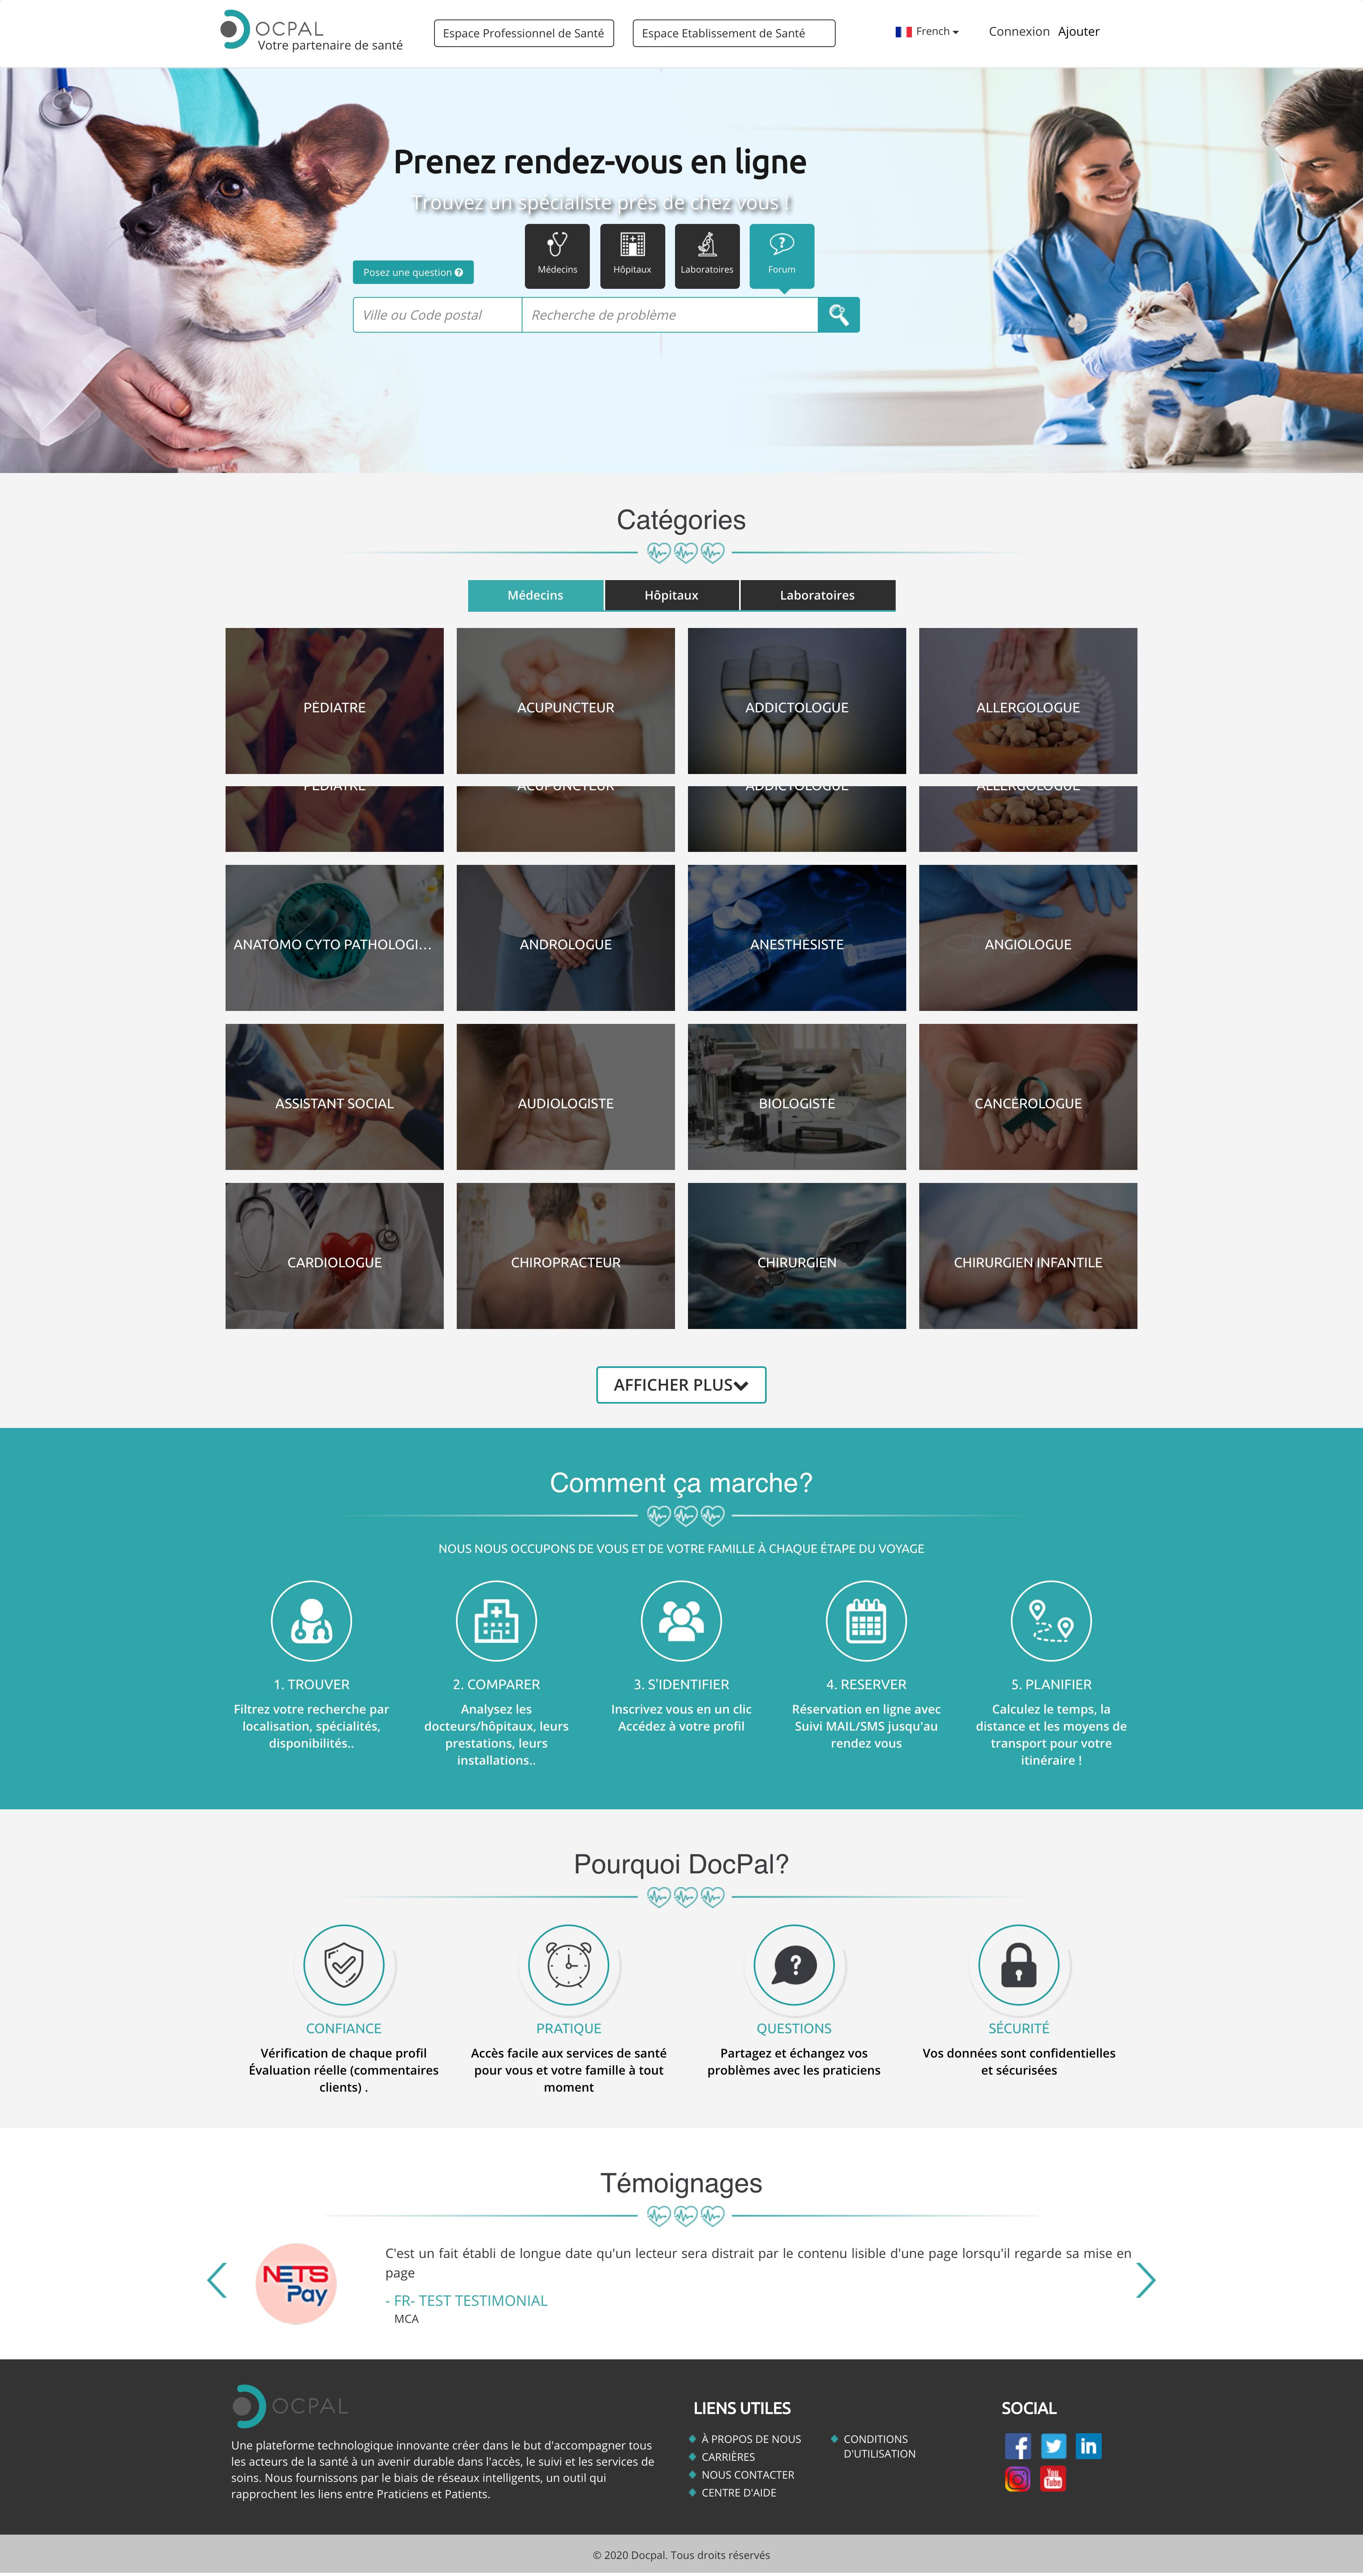 OCPAL
Votre partenaire de santé
Espace Professionnel de Santé
Espace Etablissement de Santé
French
Connexion Ajouter
Prenez rendez-vous en ligne
Trouvez un spécialiste près de chez vous !
Médecins
Hôpitaux
Laboratoires
Forum
Posez une question
Ville ou Code postal
Recherche de problème
Catégories
Médecins
Hôpitaux
Laboratoires
PÉDIATRE
ACUPUNCTEUR
ADDICTOLOGUE
ALLERGOLOGUE
PÉDIATRE
ACUPUNCTEUR
ADDICTOLOGUE
ALLERGOLOGUE
ANATOMO CYTO PATHOLOGI...
ANDROLOGUE
ANESTHÉSISTE
ANGIOLOGUE
ASSISTANT SOCIAL
AUDIOLOGISTE
BIOLOGISTE
CANCÉROLOGUE
CARDIOLOGUE
CHIROPRACTEUR
CHIRURGIEN
CHIRURGIEN INFANTILE
AFFICHER PLUS
Comment ça marche?
NOUS NOUS OCCUPONS DE VOUS ET DE VOTRE FAMILLE À CHAQUE ÉTAPE DU VOYAGE
1. TROUVER
Filtrez votre recherche par
localisation, spécialités,
disponibilités..
2. COMPARER
Analysez les
docteurs/hôpitaux, leurs
prestations, leurs
installations..
3. S'IDENTIFIER
Inscrivez vous en un clic
Accédez à votre profil
4. RESERVER
Réservation en ligne avec
Suivi MAIL/SMS jusqu'au
rendez vous
5. PLANIFIER
Calculez le temps, la
distance et les moyens de
transport pour votre
itinéraire !
Pourquoi DocPal?
CONFIANCE
Vérification de chaque profil
Évaluation réelle (commentaires
clients) .
PRATIQUE
Accès facile aux services de santé
pour vous et votre famille à tout
moment
QUESTIONS
Partagez et échangez vos
problèmes avec les praticiens
SÉCURITÉ
Vos données sont confidentielles
et sécurisées
Témoignages
NETS
Pay
C'est un fait établi de longue date qu'un lecteur sera distrait par le contenu lisible d'une page lorsqu'il regarde sa mise en
page
- FR- TEST TESTIMONIAL
MCA
OCPAL
Une plateforme technologique innovante créer dans le but d'accompagner tous
les acteurs de la santé à un avenir durable dans l'accès, le suivi et les services de
soins. Nous fournissons par le biais de réseaux intelligents, un outil qui
rapprochent les liens entre Praticiens et Patients.
LIENS UTILES
À PROPOS DE NOUS
CARRIÈRES
NOUS CONTACTER
CENTRE D'AIDE
CONDITIONS
D'UTILISATION
SOCIAL
You
Tube
© 2020 Docpal. Tous droits réservés